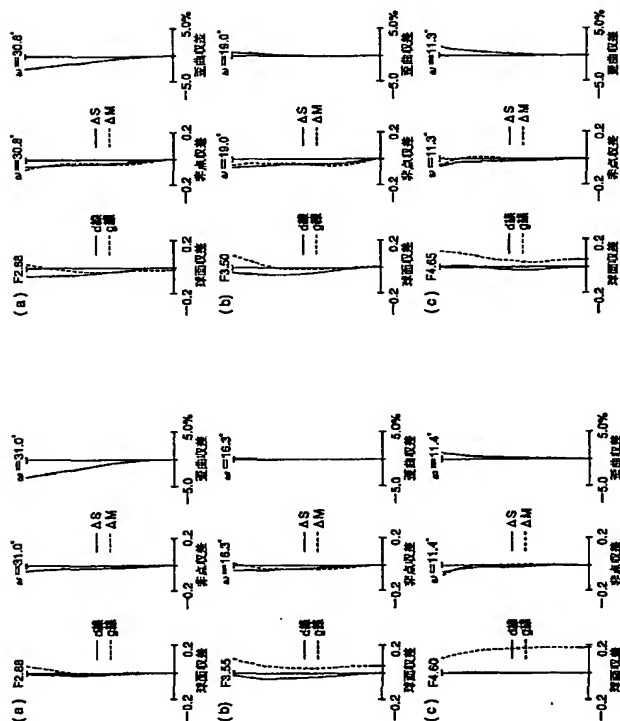 (a)
F2.88
d線
g線
-0.2 0.2
球面収差
ω=31.0°
ΔS
ΔM
-0.2 0.2
非点収差
ω=31.0°
-5.0 5.0%
歪曲収差
(b)
F3.55
d線
g線
-0.2 0.2
球面収差
ω=16.3°
ΔS
ΔM
-0.2 0.2
非点収差
ω=16.3°
-5.0 5.0%
歪曲収差
(c)
F4.60
d線
g線
-0.2 0.2
球面収差
ω=11.4°
ΔS
ΔM
-0.2 0.2
非点収差
ω=11.4°
-5.0 5.0%
歪曲収差
(a)
F2.88
d線
g線
-0.2 0.2
球面収差
ω=30.8°
ΔS
ΔM
-0.2 0.2
非点収差
ω=30.8°
-5.0 5.0%
歪曲収差
(b)
F3.50
d線
g線
-0.2 0.2
球面収差
ω=19.0°
ΔS
ΔM
-0.2 0.2
非点収差
ω=19.0°
-5.0 5.0%
歪曲収差
(c)
F4.65
d線
g線
-0.2 0.2
球面収差
ω=11.3°
ΔS
ΔM
-0.2 0.2
非点収差
ω=11.3°
-5.0 5.0%
歪曲収差